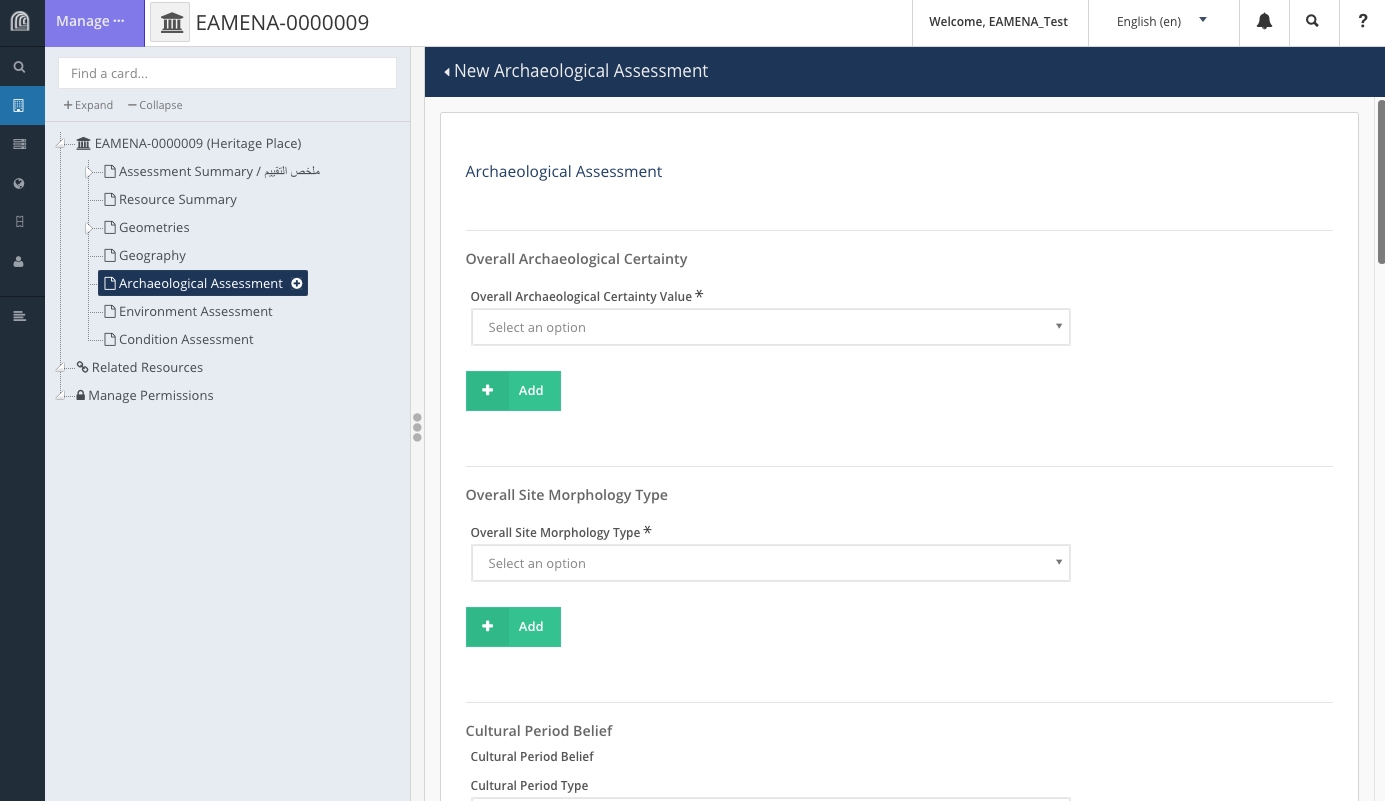 Manage ···
EAMENA-0000009
Welcome, EAMENA_Test
English (en)
?
Find a card...
+ Expand
− Collapse
EAMENA-0000009 (Heritage Place)
Assessment Summary / ملخص التقييم
Resource Summary
Geometries
Geography
Archaeological Assessment
Environment Assessment
Condition Assessment
Related Resources
Manage Permissions
New Archaeological Assessment
Archaeological Assessment
Overall Archaeological Certainty
Overall Archaeological Certainty Value *
Select an option
+ Add
Overall Site Morphology Type
Overall Site Morphology Type *
Select an option
+ Add
Cultural Period Belief
Cultural Period Belief
Cultural Period Type